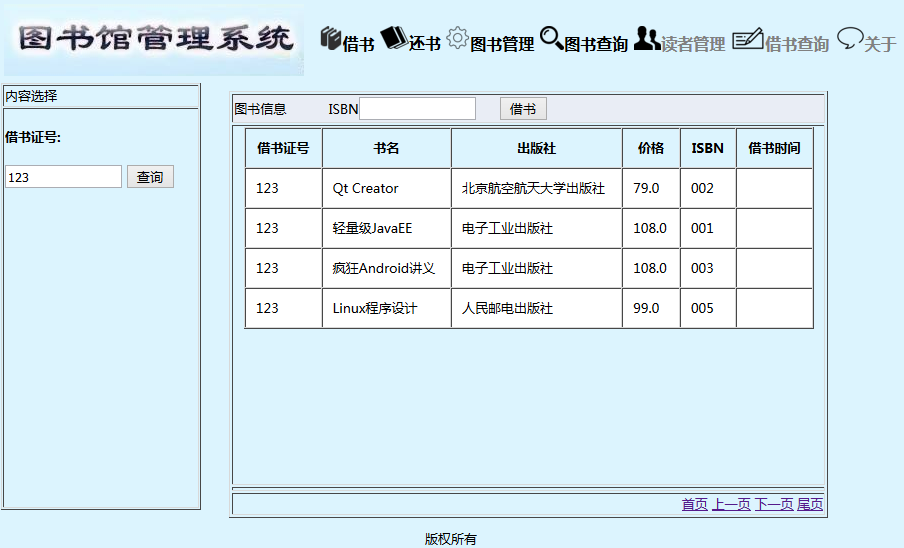 图书馆管理系统 借书 还书 图书管理 图书查询 读者管理 借书查询 关于
内容选择
借书证号:
123 查询
图书信息 ISBN 借书
借书证号 书名 出版社 价格 ISBN 借书时间
123 Qt Creator 北京航空航天大学出版社 79.0 002
123 轻量级JavaEE 电子工业出版社 108.0 001
123 疯狂Android讲义 电子工业出版社 108.0 003
123 Linux程序设计 人民邮电出版社 99.0 005
首页 上一页 下一页 尾页
版权所有